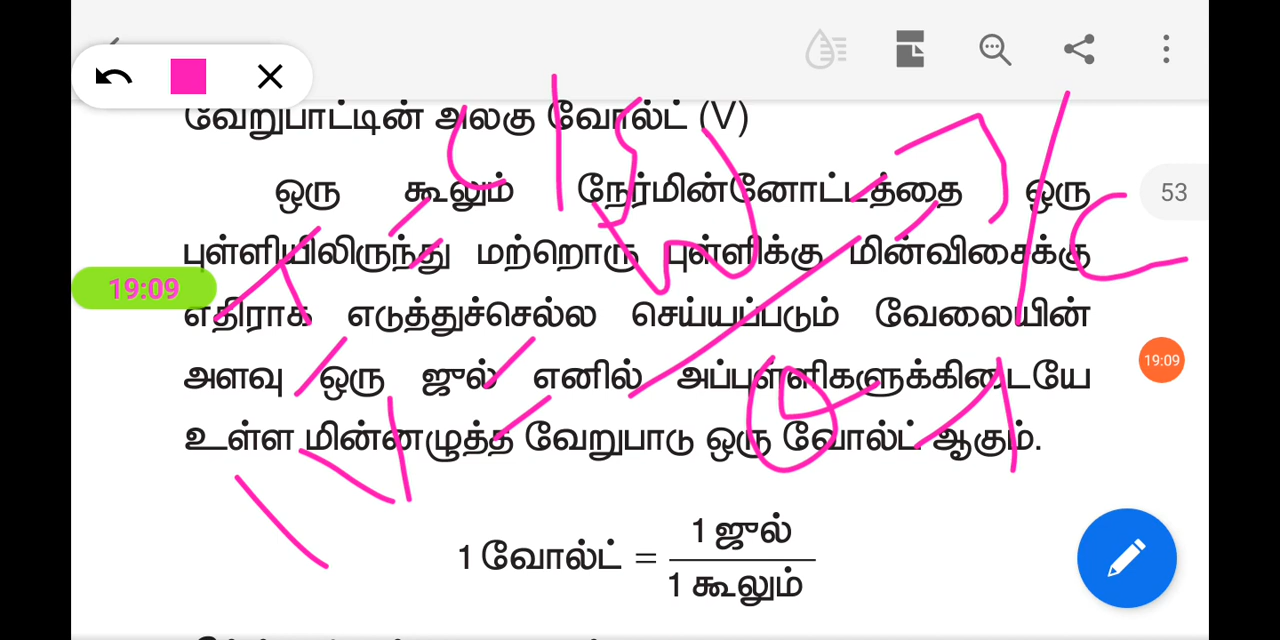 வேறுபாட்டின் அலகு வோல்ட் (V)
ஒரு கூலும் நேர்மின்னோட்டத்தை ஒரு
53
புள்ளியிலிருந்து மற்றொரு புள்ளிக்கு மின்விசைக்கு
19:09
எதிராக எடுத்துச்செல்ல செய்யப்படும் வேலையின்
19:09
அளவு ஒரு ஜுல் எனில் அப்புள்ளிகளுக்கிடையே
உள்ள மின்னழுத்த வேறுபாடு ஒரு வோல்ட் ஆகும்.
1 வோல்ட் = 1 ஜுல்
1 கூலும்